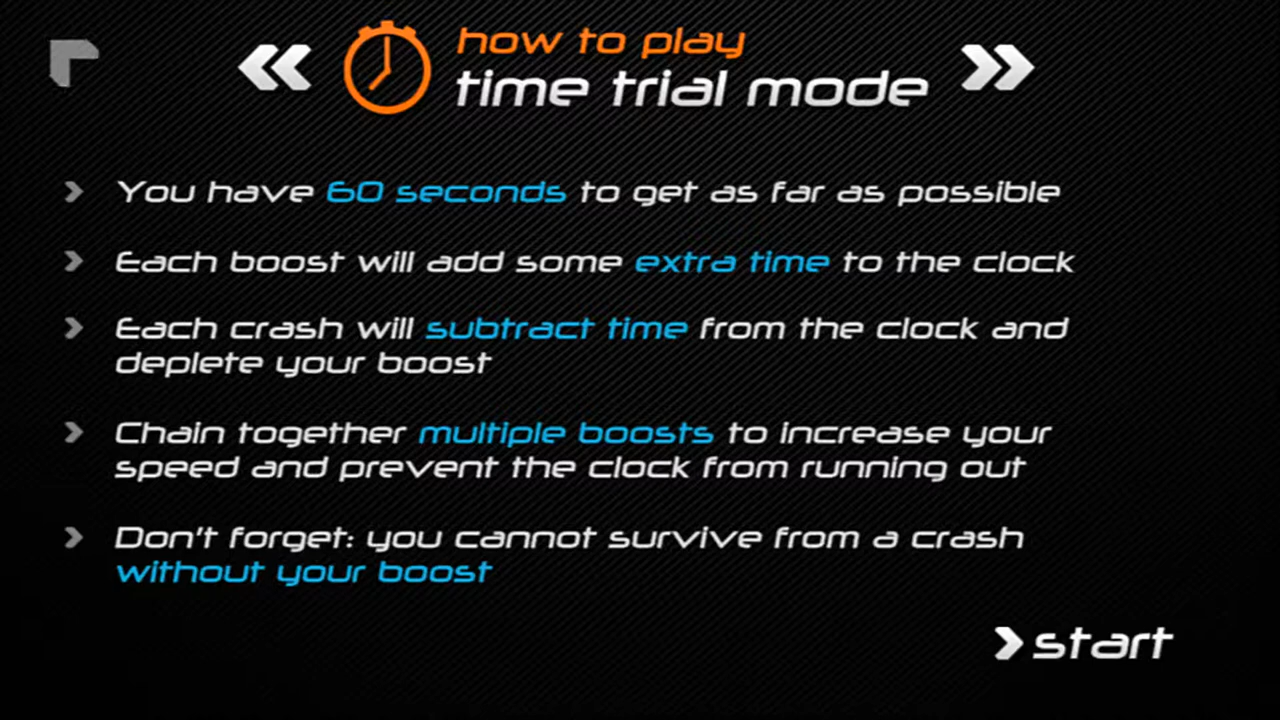 how to play
time trial mode
You have 60 seconds to get as far as possible
Each boost will add some extra time to the clock
Each crash will subtract time from the clock and
deplete your boost
Chain together multiple boosts to increase your
speed and prevent the clock from running out
Don't forget: you cannot survive from a crash
without your boost
start